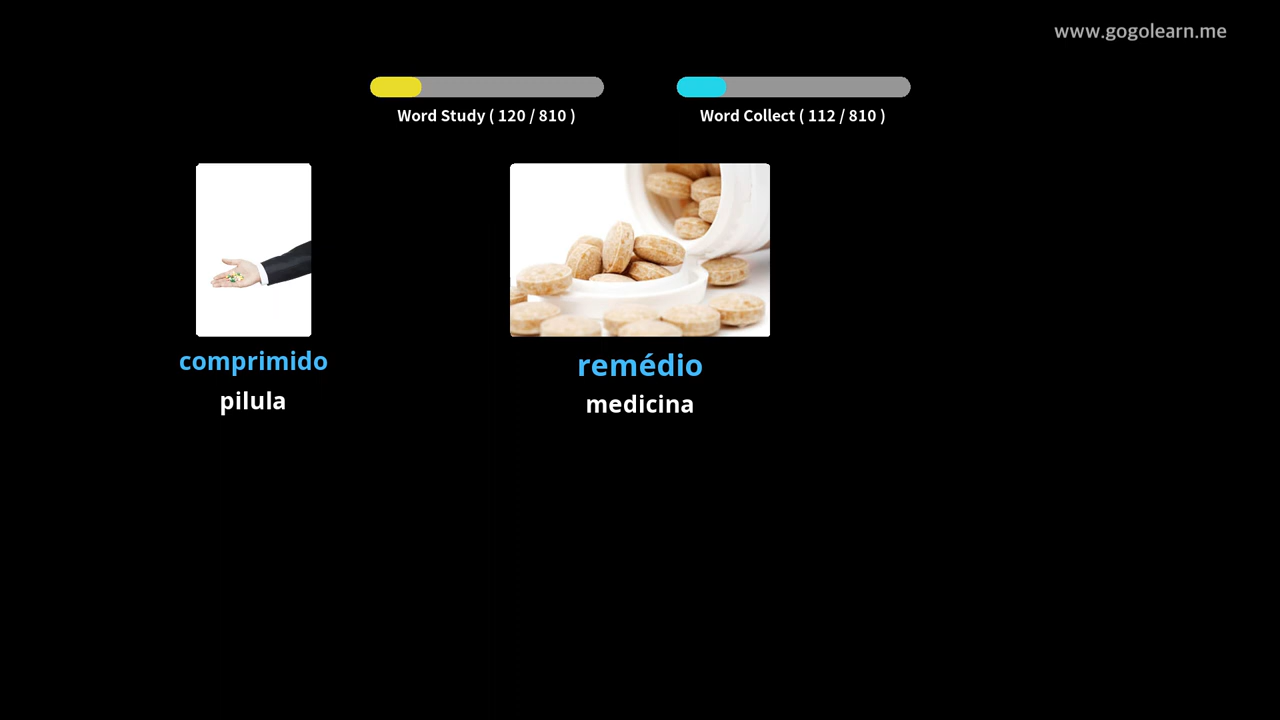 www.gogolearn.me
Word Study ( 120 / 810 )
Word Collect ( 112 / 810 )
comprimido
pilula
remédio
medicina